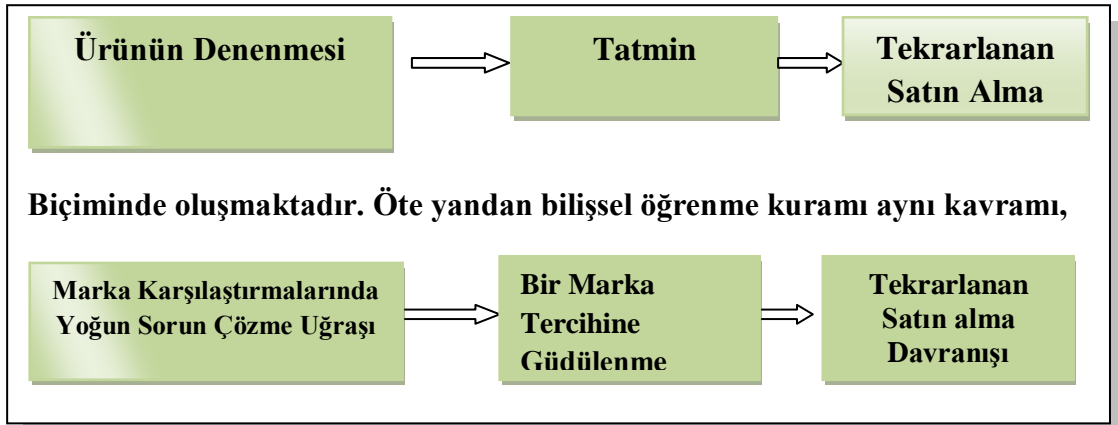 Ürünün Denenmesi
Tatmin
Tekrarlanan
Satın Alma
Biçiminde oluşmaktadır. Öte yandan bilişsel öğrenme kuramı aynı kavramı,
Marka Karşılaştırmalarında
Yoğun Sorun Çözme Uğraşı
Bir Marka
Tercihine
Güdülenme
Tekrarlanan
Satın alma
Davranışı